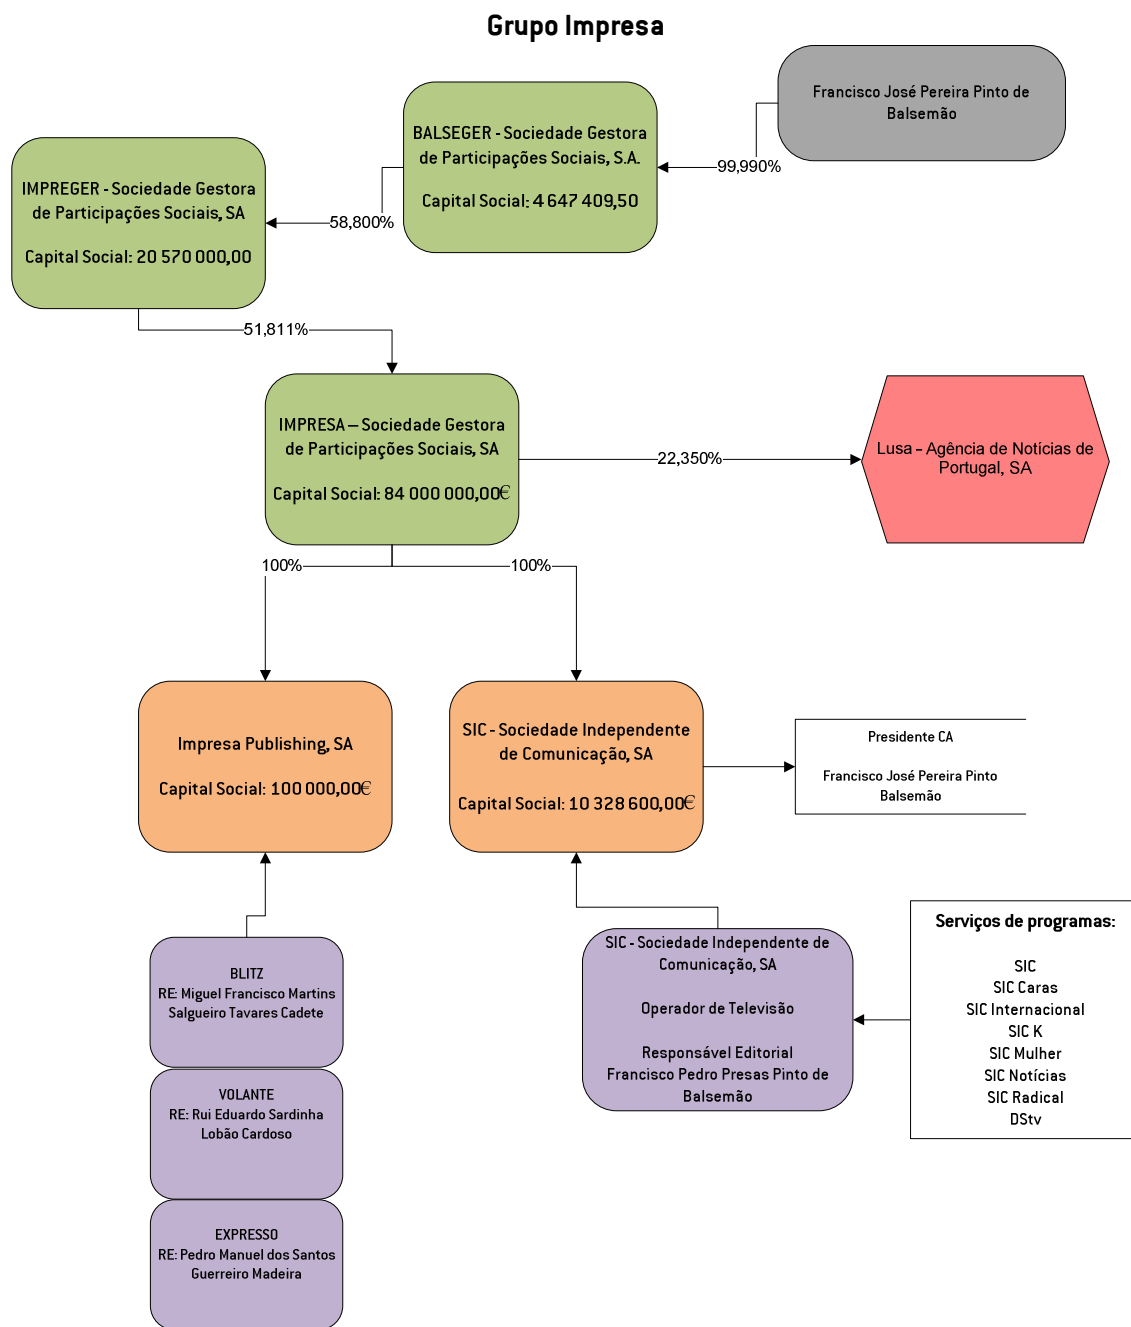 Grupo Impresa
Francisco José Pereira Pinto de
Balsemão
BALSEGER - Sociedade Gestora
de Participações Sociais, S.A.
Capital Social: 4 647 409,50
99,990%
IMPREGER - Sociedade Gestora
de Participações Sociais, SA
Capital Social: 20 570 000,00
58,800%
51,811%
IMPRESA – Sociedade Gestora
de Participações Sociais, SA
Capital Social: 84 000 000,00€
22,350%
Lusa - Agência de Notícias de
Portugal, SA
100%
100%
Impresa Publishing, SA
Capital Social: 100 000,00€
SIC - Sociedade Independente
de Comunicação, SA
Capital Social: 10 328 600,00€
Presidente CA
Francisco José Pereira Pinto
Balsemão
BLITZ
RE: Miguel Francisco Martins
Salgueiro Tavares Cadete
VOLANTE
RE: Rui Eduardo Sardinha
Lobão Cardoso
EXPRESSO
RE: Pedro Manuel dos Santos
Guerreiro Madeira
SIC - Sociedade Independente de
Comunicação, SA
Operador de Televisão
Responsável Editorial
Francisco Pedro Presas Pinto de
Balsemão
Serviços de programas:
SIC
SIC Caras
SIC Internacional
SIC K
SIC Mulher
SIC Notícias
SIC Radical
DStv